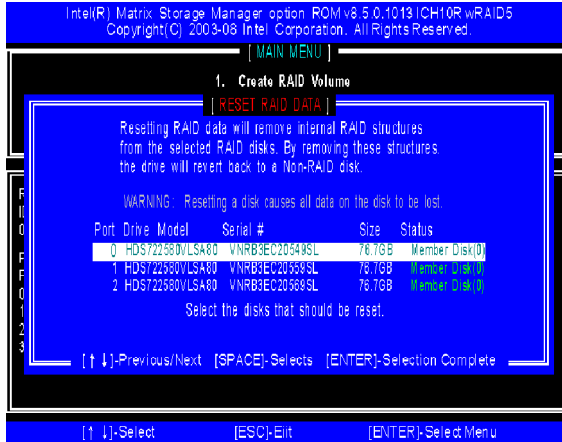 Intel(R) Matrix Storage Manager option ROM v8.5.0.1013 ICH10R wRAID5
Copyright(C) 2003-08 Intel Corporation. All Rights Reserved.
[ MAIN MENU ]
1. Create RAID Volume
[ RESET RAID DATA ]
Resetting RAID data will remove internal RAID structures
from the selected RAID disks. By removing these structures,
the drive will revert back to a Non-RAID disk.
WARNING: Resetting a disk causes all data on the disk to be lost.
Port Drive Model Serial # Size Status
0 HDS722580VLSA80 VNRB3EC20549SL 76.7GB Member Disk(0)
1 HDS722580VLSA80 VNRB3EC20559SL 76.7GB Member Disk(0)
2 HDS722580VLSA80 VNRB3EC20569SL 76.7GB Member Disk(0)
Select the disks that should be reset.
[↑↓]-Previous/Next [SPACE]-Selects [ENTER]-Selection Complete
[↑↓]-Select [ESC]-Eiit [ENTER]-Select Menu